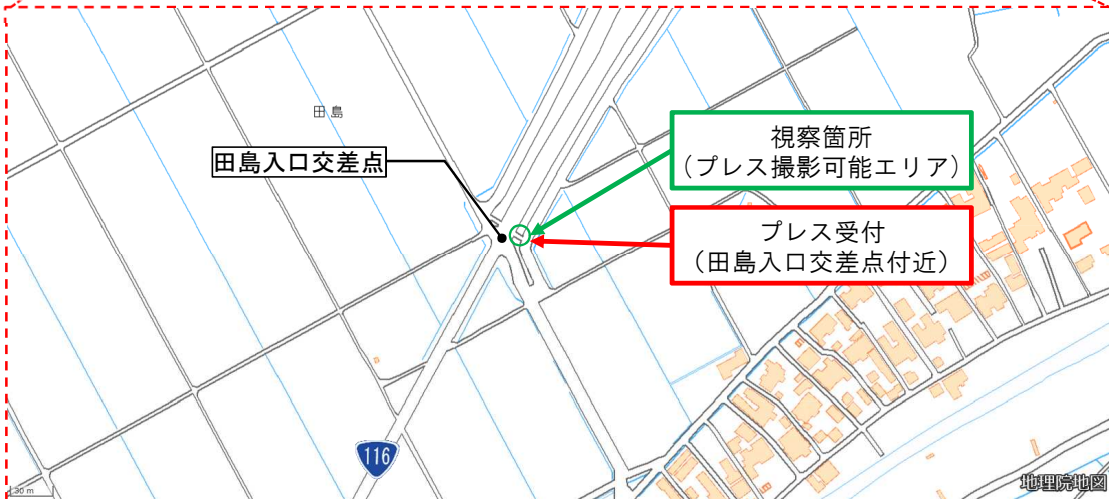 田島
視察箇所
（プレス撮影可能エリア）
田島入口交差点
プレス受付
（田島入口交差点付近）
116
30 m
地理院地図